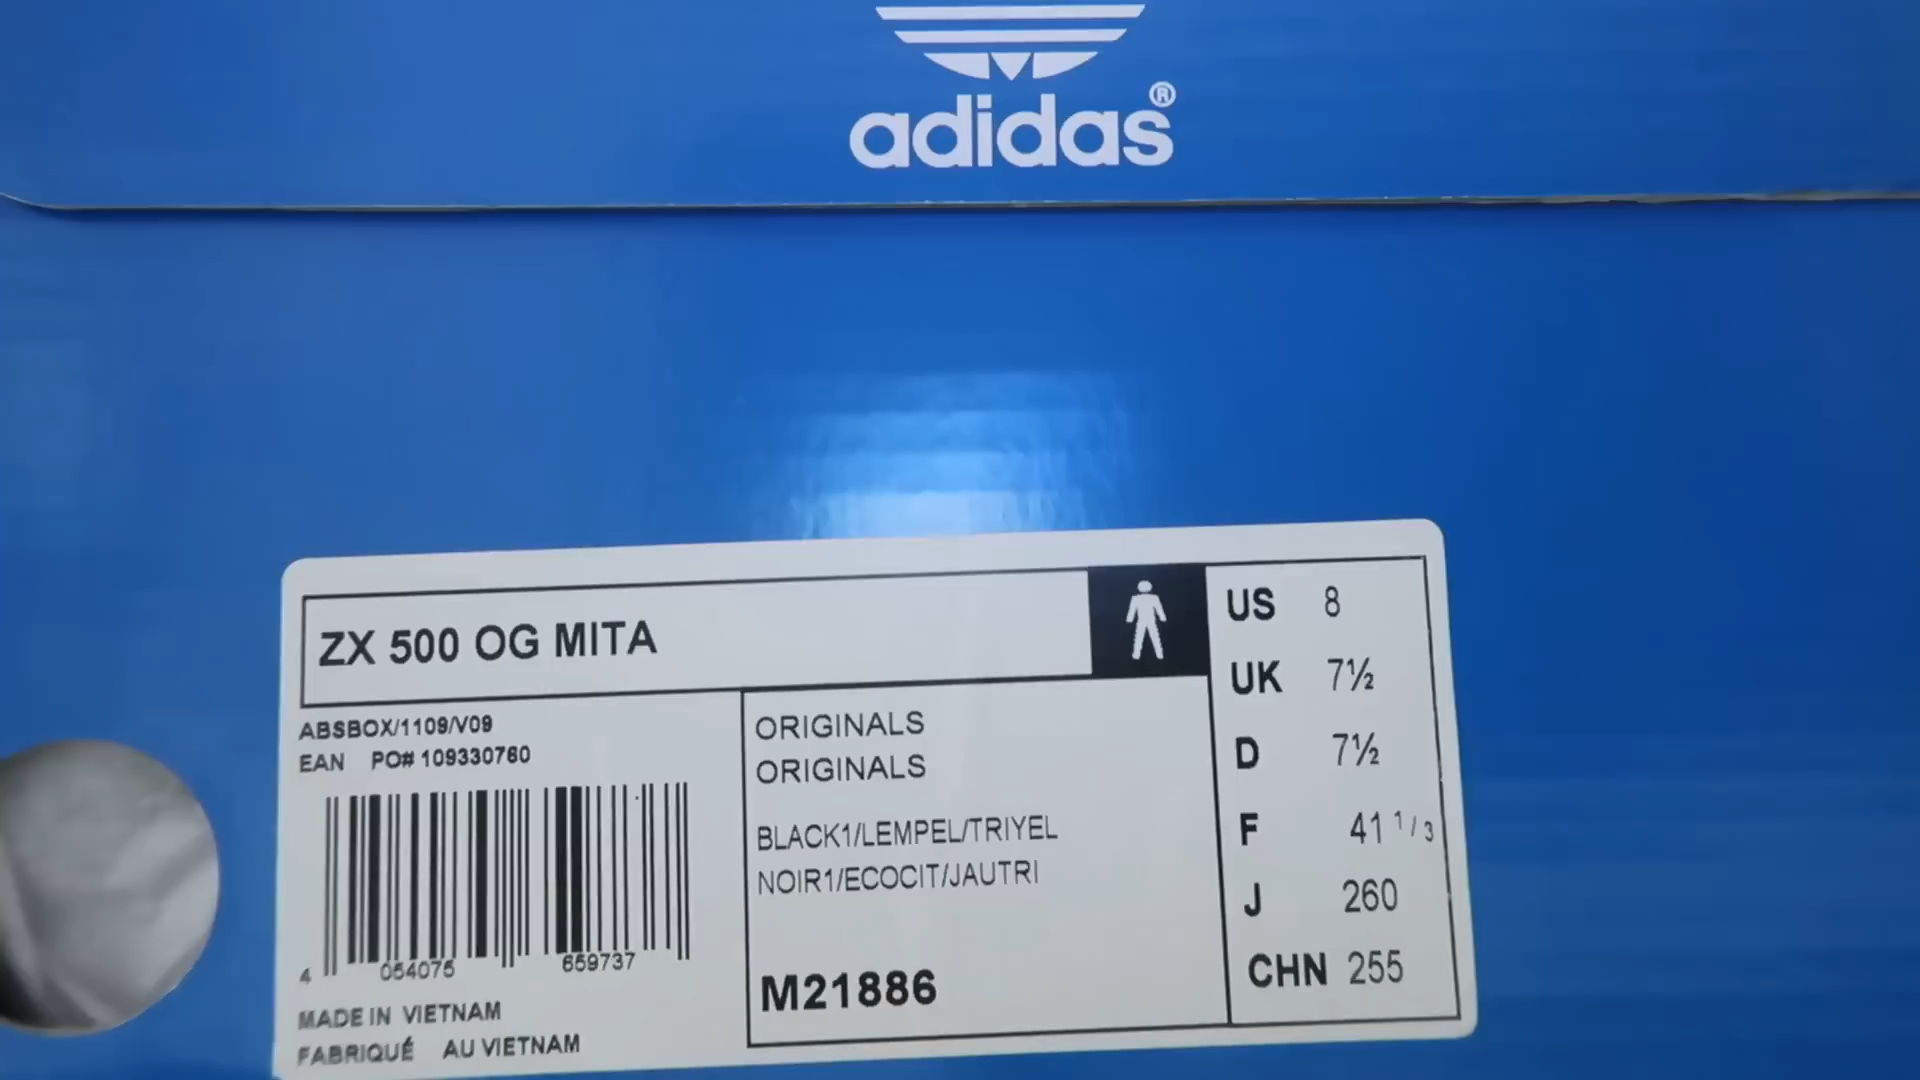 adidas®
ZX 500 OG MITA
ABSBOX/1109/V09
EAN PO# 109330760
4 054075 659737
MADE IN VIETNAM
FABRIQUÉ AU VIETNAM
ORIGINALS
ORIGINALS
BLACK1/LEMPEL/TRIYEL
NOIR1/ECOCIT/JAUTRI
M21886
US 8
UK 7½
D 7½
F 41 1/3
J 260
CHN 255